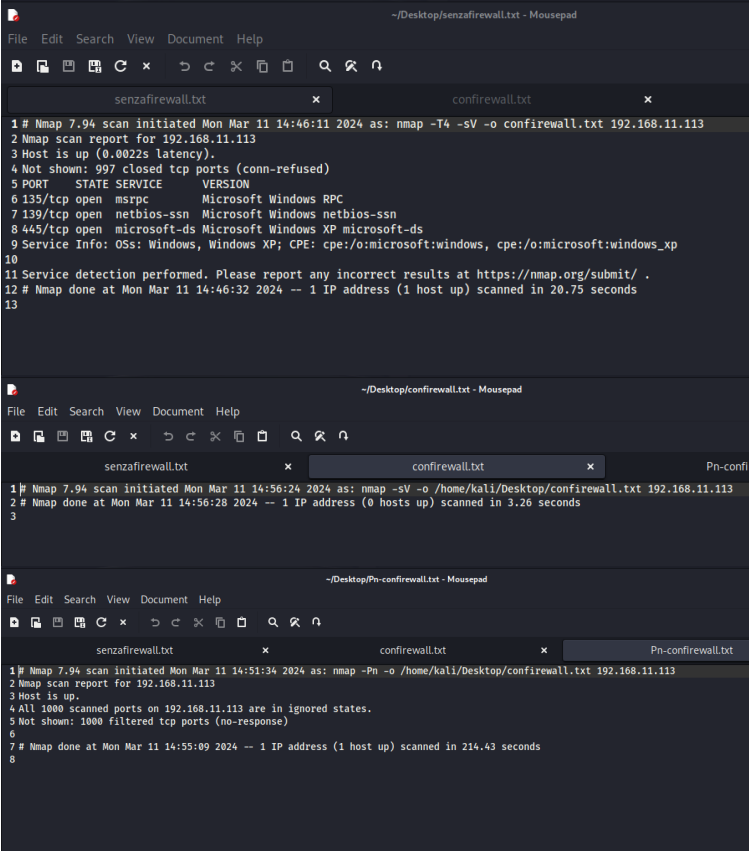 ~/Desktop/senzafirewall.txt - Mousepad
File Edit Search View Document Help
senzafirewall.txt confirewall.txt
1 # Nmap 7.94 scan initiated Mon Mar 11 14:46:11 2024 as: nmap -T4 -sV -o confirewall.txt 192.168.11.113
2 Nmap scan report for 192.168.11.113
3 Host is up (0.0022s latency).
4 Not shown: 997 closed tcp ports (conn-refused)
5 PORT STATE SERVICE VERSION
6 135/tcp open msrpc Microsoft Windows RPC
7 139/tcp open netbios-ssn Microsoft Windows netbios-ssn
8 445/tcp open microsoft-ds Microsoft Windows XP microsoft-ds
9 Service Info: OSs: Windows, Windows XP; CPE: cpe:/o:microsoft:windows, cpe:/o:microsoft:windows_xp
10
11 Service detection performed. Please report any incorrect results at https://nmap.org/submit/ .
12 # Nmap done at Mon Mar 11 14:46:32 2024 -- 1 IP address (1 host up) scanned in 20.75 seconds
13
~/Desktop/confirewall.txt - Mousepad
File Edit Search View Document Help
senzafirewall.txt confirewall.txt Pn-confi
1 # Nmap 7.94 scan initiated Mon Mar 11 14:56:24 2024 as: nmap -sV -o /home/kali/Desktop/confirewall.txt 192.168.11.113
2 # Nmap done at Mon Mar 11 14:56:28 2024 -- 1 IP address (0 hosts up) scanned in 3.26 seconds
3
~/Desktop/Pn-confirewall.txt - Mousepad
File Edit Search View Document Help
senzafirewall.txt confirewall.txt Pn-confirewall.txt
1 # Nmap 7.94 scan initiated Mon Mar 11 14:51:34 2024 as: nmap -Pn -o /home/kali/Desktop/confirewall.txt 192.168.11.113
2 Nmap scan report for 192.168.11.113
3 Host is up.
4 All 1000 scanned ports on 192.168.11.113 are in ignored states.
5 Not shown: 1000 filtered tcp ports (no-response)
6
7 # Nmap done at Mon Mar 11 14:55:09 2024 -- 1 IP address (1 host up) scanned in 214.43 seconds
8